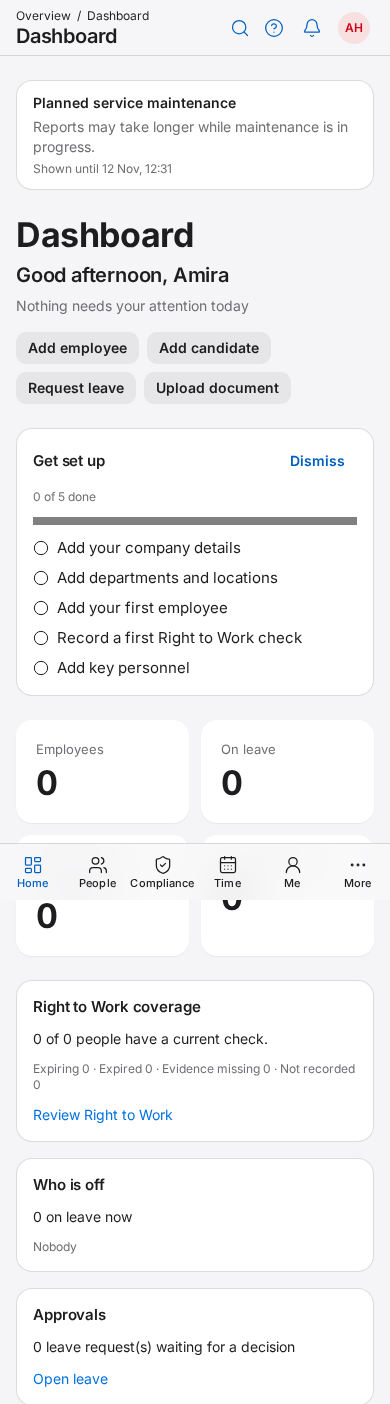 Overview / Dashboard
Dashboard
AH
Planned service maintenance
Reports may take longer while maintenance is in
progress.
Shown until 12 Nov, 12:31
Dashboard
Good afternoon, Amira
Nothing needs your attention today
Add employee
Add candidate
Request leave
Upload document
Get set up
Dismiss
0 of 5 done
Add your company details
Add departments and locations
Add your first employee
Record a first Right to Work check
Add key personnel
Employees
On leave
0
0
Home
People
Compliance
Time
Me
More
0
0
Right to Work coverage
0 of 0 people have a current check.
Expiring 0 · Expired 0 · Evidence missing 0 · Not recorded
0
Review Right to Work
Who is off
0 on leave now
Nobody
Approvals
0 leave request(s) waiting for a decision
Open leave